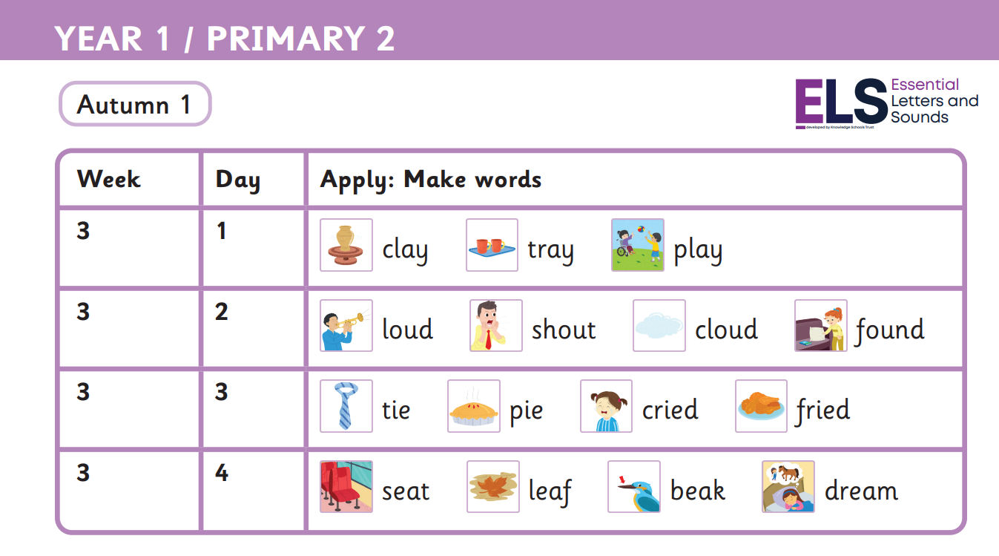 YEAR 1 / PRIMARY 2
Autumn 1
ELS Essential Letters and Sounds
developed by Knowledge Schools Trust
Week Day Apply: Make words
3 1 clay tray play
3 2 loud shout cloud found
3 3 tie pie cried fried
3 4 seat leaf beak dream